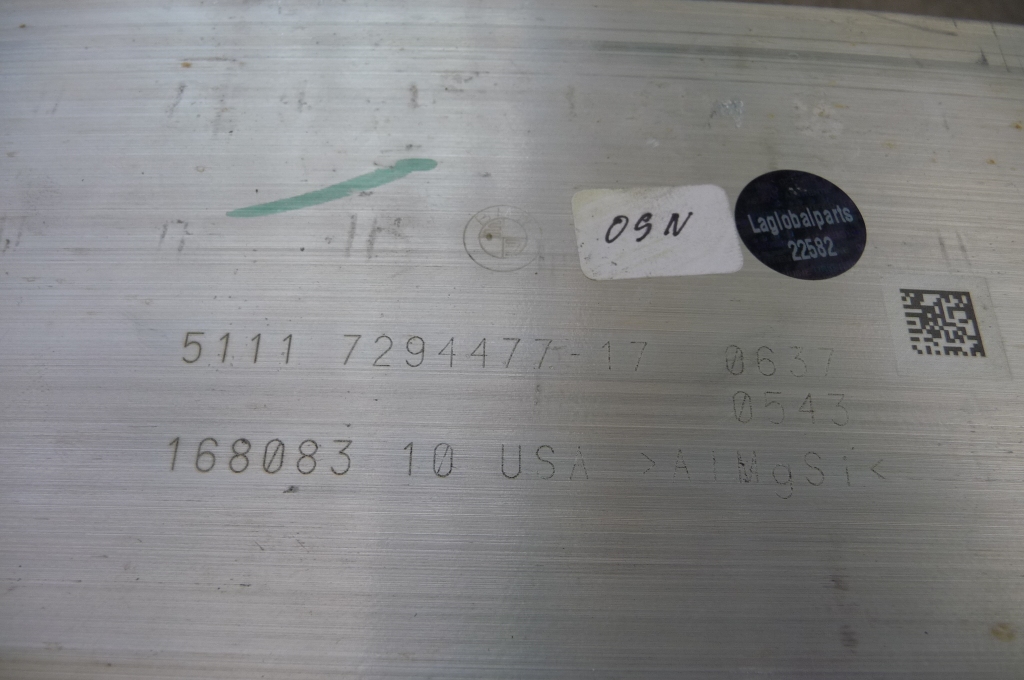 OSN
Laglobalparts
22582
5111 7294477-17 0637
0543
168083 10 USA >AlMgSi<